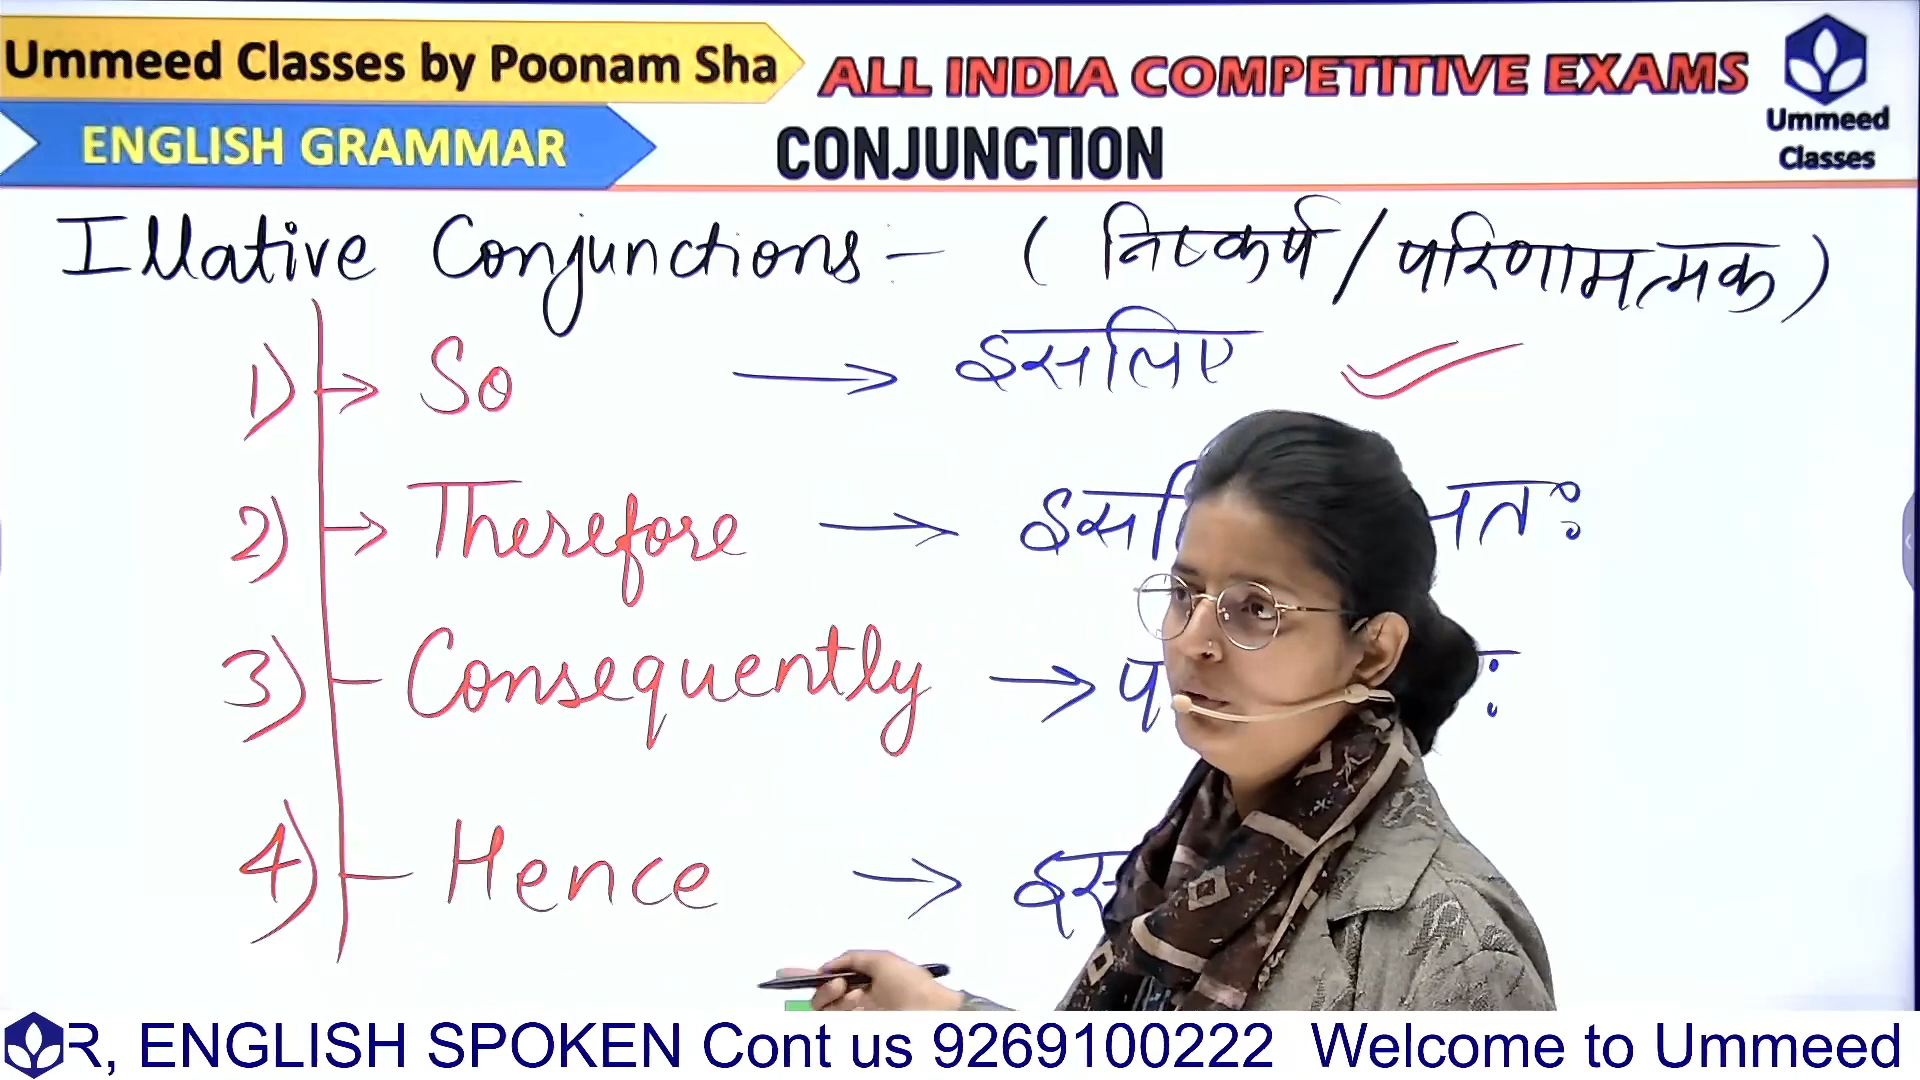 Ummeed Classes by Poonam Sha
ALL INDIA COMPETITIVE EXAMS
Ummeed
Classes
ENGLISH GRAMMAR
CONJUNCTION
Illative Conjunctions :- (निष्कर्ष / परिणामत्मक)
1) → So → इसलिए
2) → Therefore →
3) - Consequently →
4) - Hence →
R, ENGLISH SPOKEN Cont us 9269100222 Welcome to Ummeed